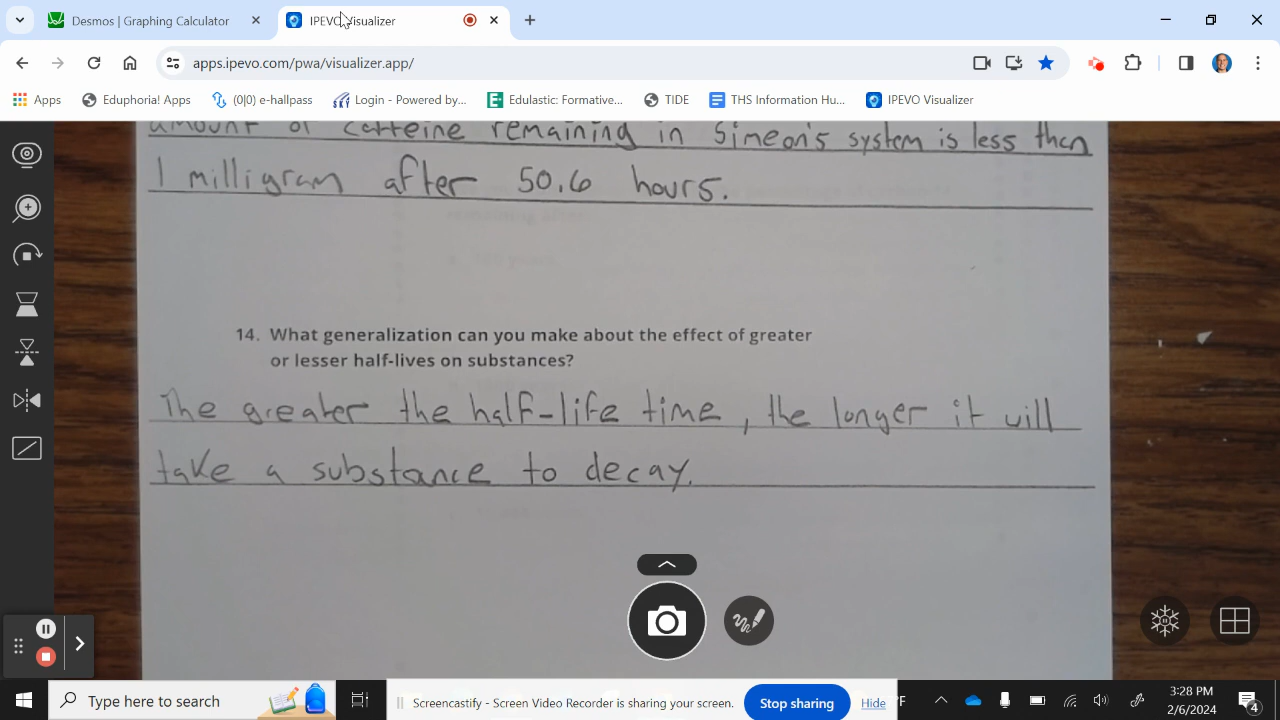 Desmos | Graphing Calculator
IPEVO Visualizer
apps.ipevo.com/pwa/visualizer.app/
Apps
Eduphoria! Apps
(0|0) e-hallpass
Login - Powered by...
Edulastic: Formative...
TIDE
THS Information Hu...
IPEVO Visualizer
amount of caffeine remaining in Simeon's system is less than
1 milligram after 50.6 hours.
14. What generalization can you make about the effect of greater
or lesser half-lives on substances?
The greater the half-life time, the longer it will
take a substance to decay.
Type here to search
Screencastify - Screen Video Recorder is sharing your screen.
Stop sharing
Hide
F
3:28 PM
2/6/2024
4